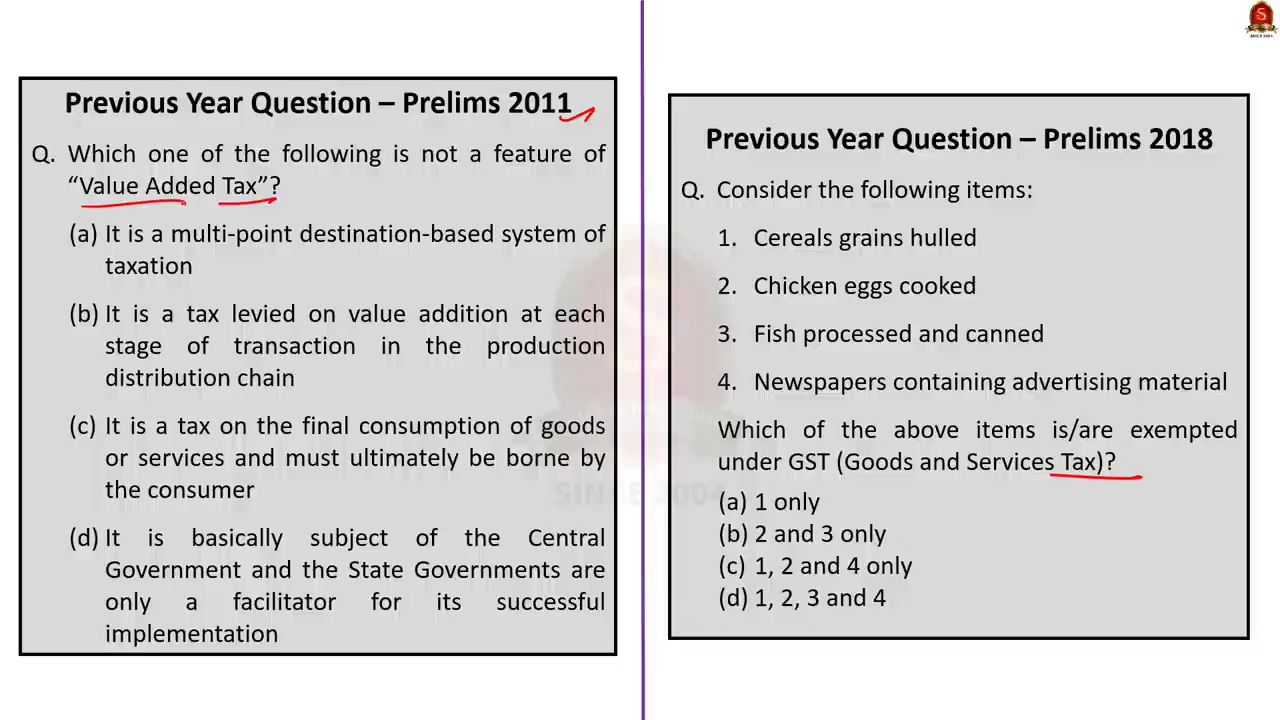 Previous Year Question – Prelims 2011
Q. Which one of the following is not a feature of
“Value Added Tax”?
(a) It is a multi-point destination-based system of
taxation
(b) It is a tax levied on value addition at each
stage of transaction in the production
distribution chain
(c) It is a tax on the final consumption of goods
or services and must ultimately be borne by
the consumer
(d) It is basically subject of the Central
Government and the State Governments are
only a facilitator for its successful
implementation
Previous Year Question – Prelims 2018
Q. Consider the following items:
1. Cereals grains hulled
2. Chicken eggs cooked
3. Fish processed and canned
4. Newspapers containing advertising material
Which of the above items is/are exempted
under GST (Goods and Services Tax)?
(a) 1 only
(b) 2 and 3 only
(c) 1, 2 and 4 only
(d) 1, 2, 3 and 4
S
SINCE 2004
S
SINCE 2004